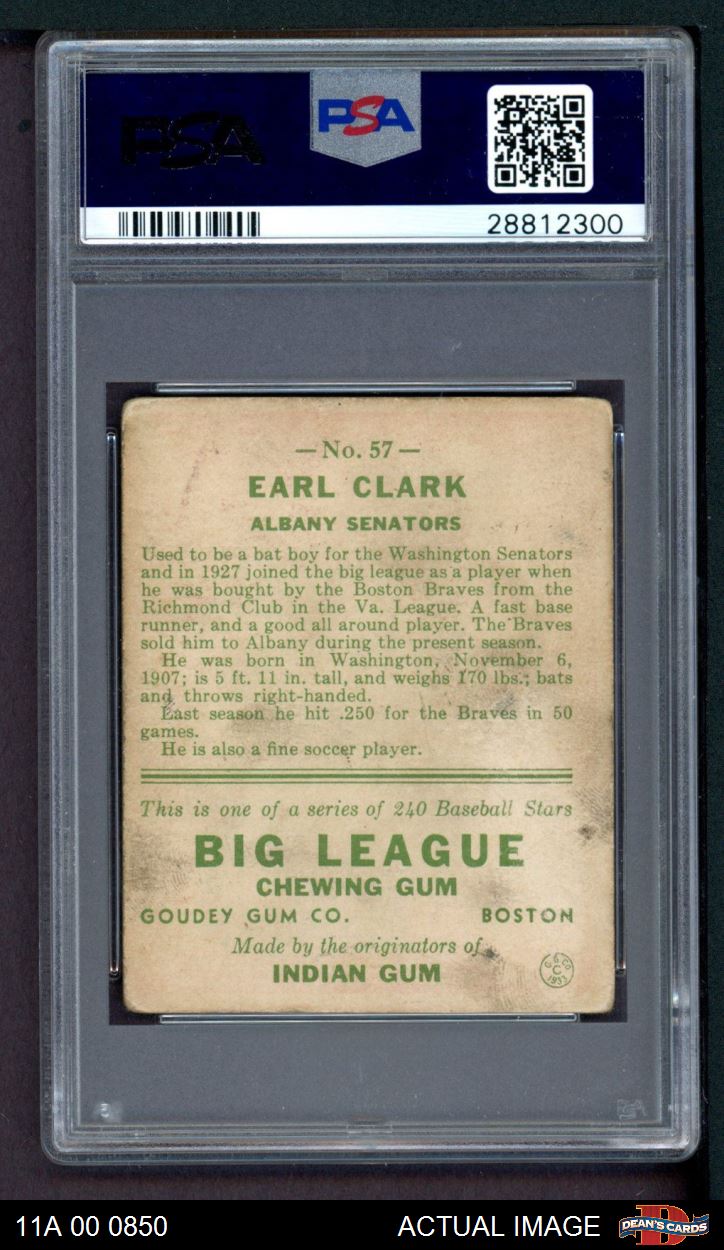 PSA
PSA
28812300
—No. 57—
EARL CLARK
ALBANY SENATORS
Used to be a bat boy for the Washington Senators
and in 1927 joined the big league as a player when
he was bought by the Boston Braves from the
Richmond Club in the Va. League. A fast base
runner, and a good all around player. The Braves
sold him to Albany during the present season.
He was born in Washington, November 6,
1907; is 5 ft. 11 in. tall, and weighs 170 lbs.; bats
and throws right-handed.
Last season he hit .250 for the Braves in 50
games.
He is also a fine soccer player.
This is one of a series of 240 Baseball Stars
BIG LEAGUE
CHEWING GUM
GOUDEY GUM CO. BOSTON
Made by the originators of
INDIAN GUM
G. G. CO.
C
1933
PSA
11A 00 0850 ACTUAL IMAGE DEAN'S CARDS